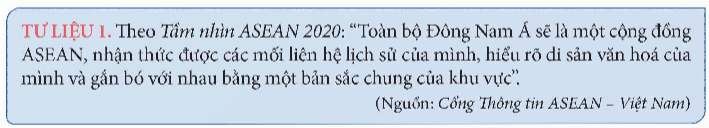 TƯ LIỆU 1. Theo Tầm nhìn ASEAN 2020: “Toàn bộ Đông Nam Á sẽ là một cộng đồng
ASEAN, nhận thức được các mối liên hệ lịch sử của mình, hiểu rõ di sản văn hoá của
mình và gắn bó với nhau bằng một bản sắc chung của khu vực”.
(Nguồn: Cổng Thông tin ASEAN – Việt Nam)